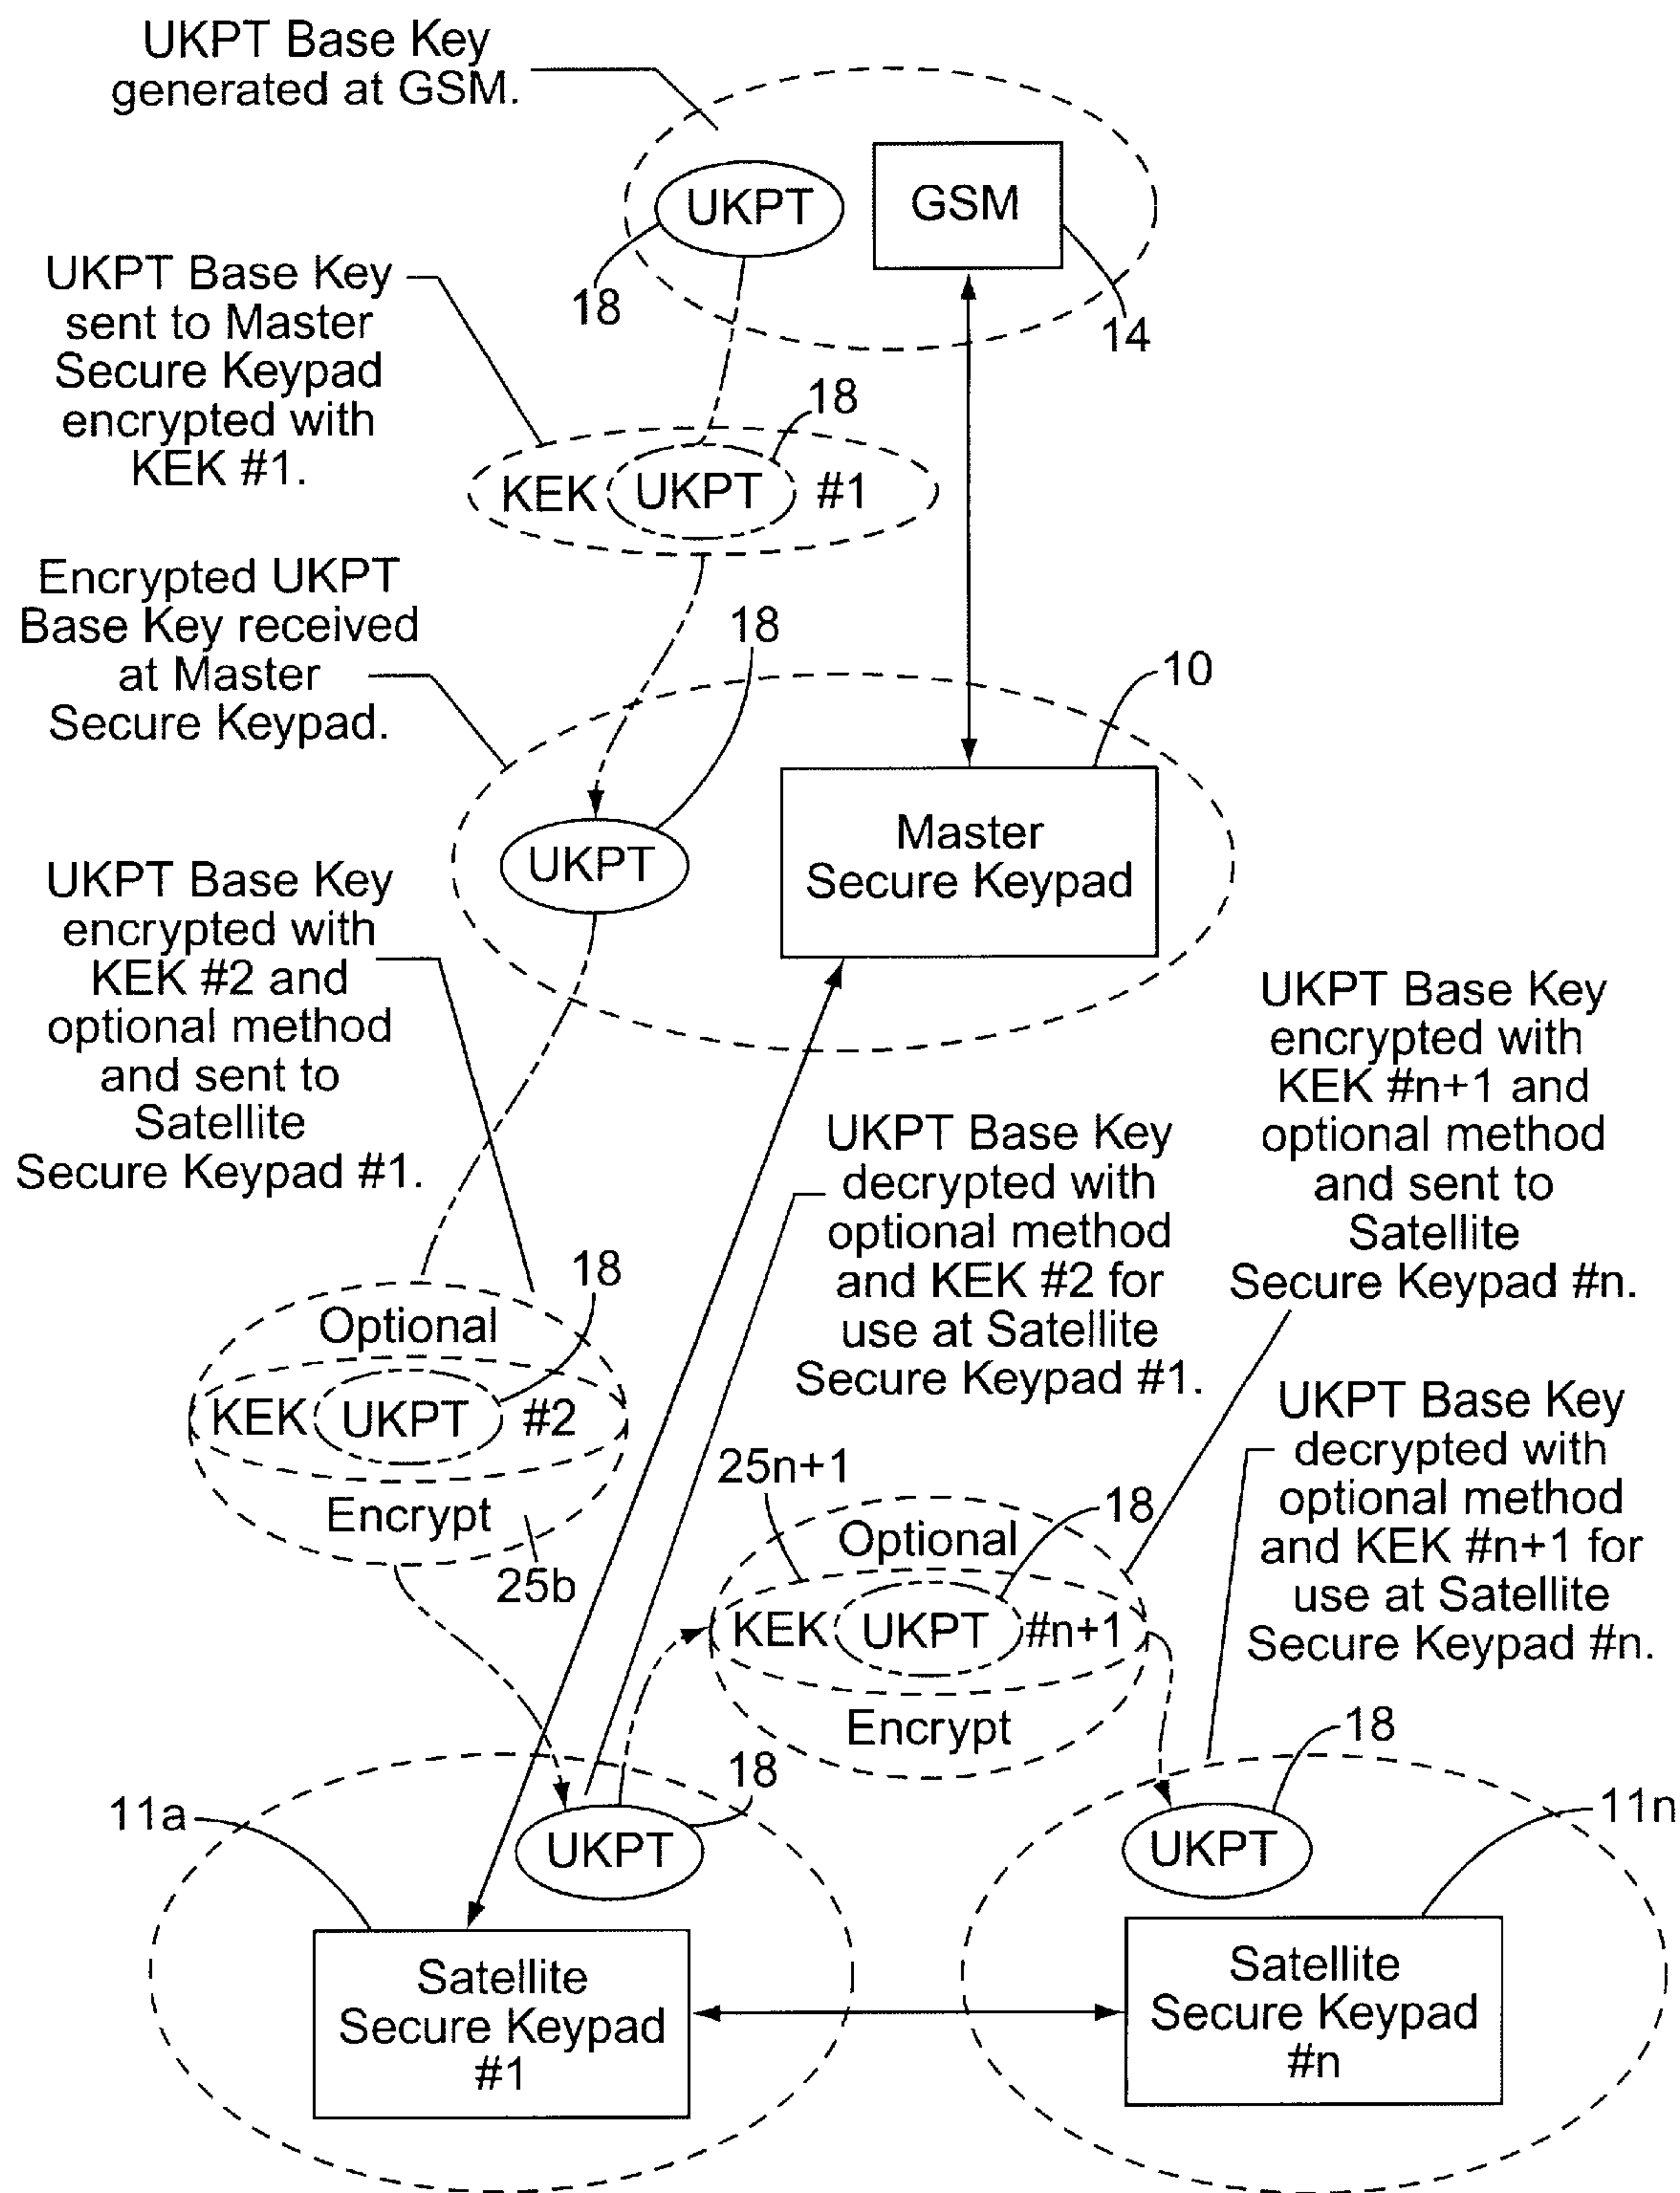 UKPT Base Key
generated at GSM.
UKPT
GSM
18
14
UKPT Base Key
sent to Master
Secure Keypad
encrypted with
KEK #1.
18
KEK UKPT #1
Encrypted UKPT
Base Key received
at Master
Secure Keypad.
18
10
UKPT
Master
Secure Keypad
UKPT Base Key
encrypted with
KEK #2 and
optional method
and sent to
Satellite
Secure Keypad #1.
UKPT Base Key
encrypted with
KEK #n+1 and
optional method
and sent to
Satellite
Secure Keypad #n.
UKPT Base Key
decrypted with
optional method
and KEK #2 for
use at Satellite
Secure Keypad #1.
18
Optional
KEK UKPT #2
Encrypt
25b
UKPT Base Key
decrypted with
optional method
and KEK #n+1 for
use at Satellite
Secure Keypad #n.
25n+1
18
Optional
KEK UKPT #n+1
Encrypt
11a
18
UKPT
Satellite
Secure Keypad
#1
18
11n
UKPT
Satellite
Secure Keypad
#n